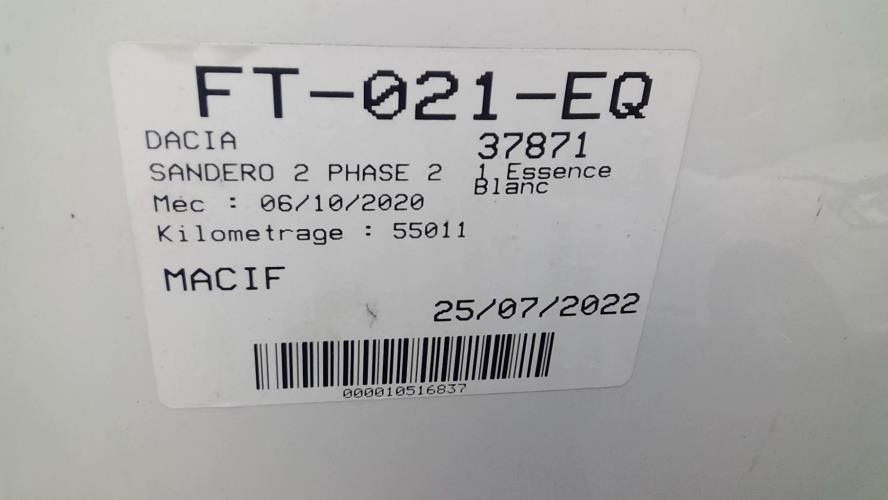 FT-021-EQ
DACIA 37871
SANDERO 2 PHASE 2 1 Essence
Blanc
Mec : 06/10/2020
Kilometrage : 55011
MACIF
25/07/2022
000010516837